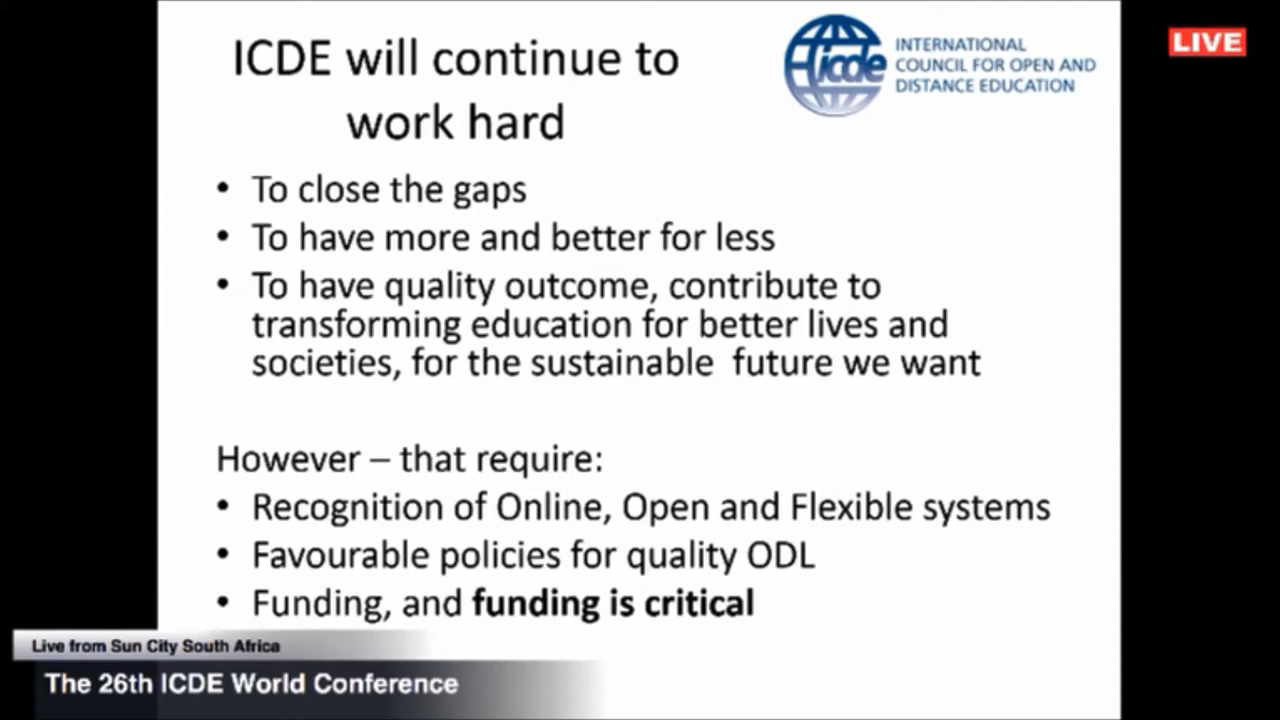 ICDE will continue to
work hard
icde
INTERNATIONAL
COUNCIL FOR OPEN AND
DISTANCE EDUCATION
LIVE
• To close the gaps
• To have more and better for less
• To have quality outcome, contribute to
transforming education for better lives and
societies, for the sustainable future we want
However – that require:
• Recognition of Online, Open and Flexible systems
• Favourable policies for quality ODL
• Funding, and funding is critical
Live from Sun City South Africa
The 26th ICDE World Conference